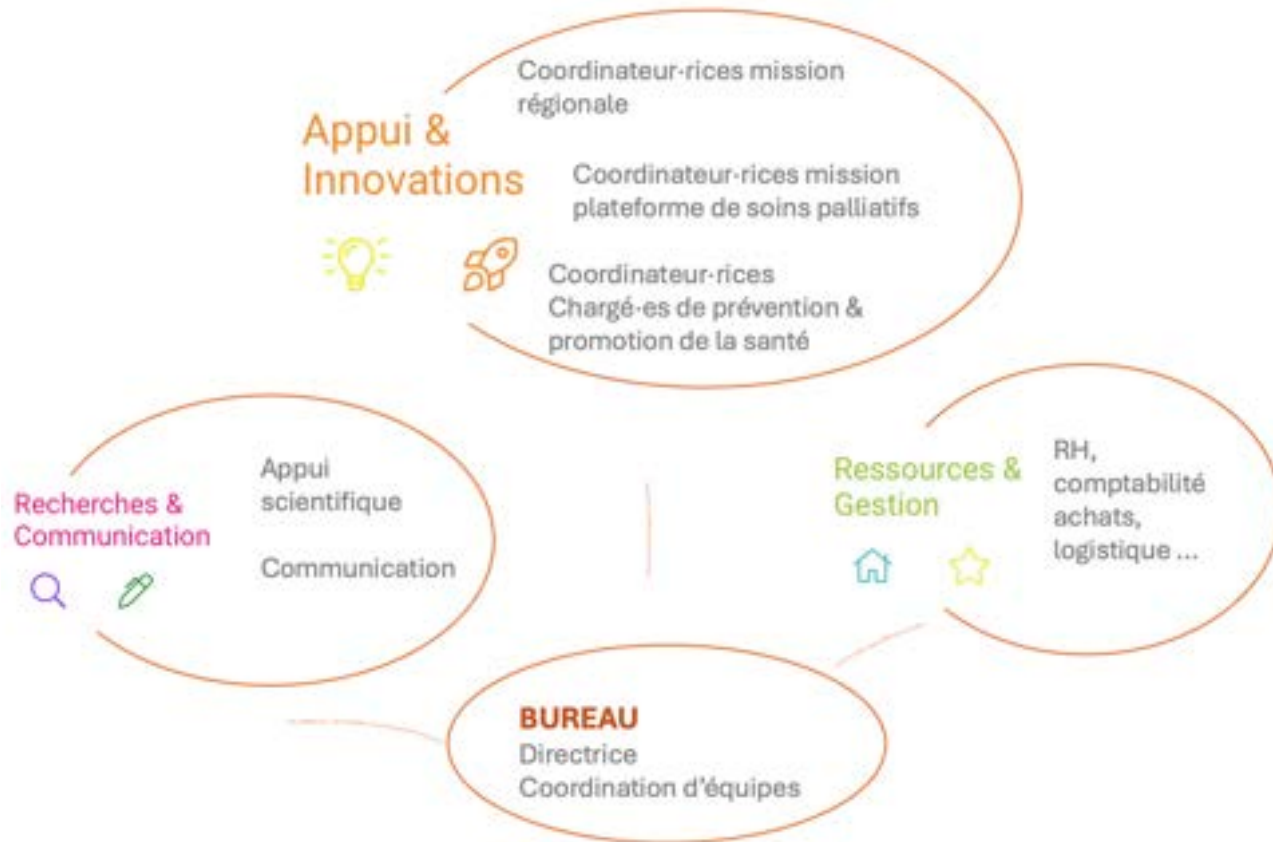 Coordinateur·rices mission
régionale
Appui &
Innovations
Coordinateur·rices mission
plateforme de soins palliatifs
Coordinateur·rices
Chargé·es de prévention &
promotion de la santé
Recherches &
Communication
Appui
scientifique
Communication
Ressources &
Gestion
RH,
comptabilité
achats,
logistique ...
BUREAU
Directrice
Coordination d'équipes